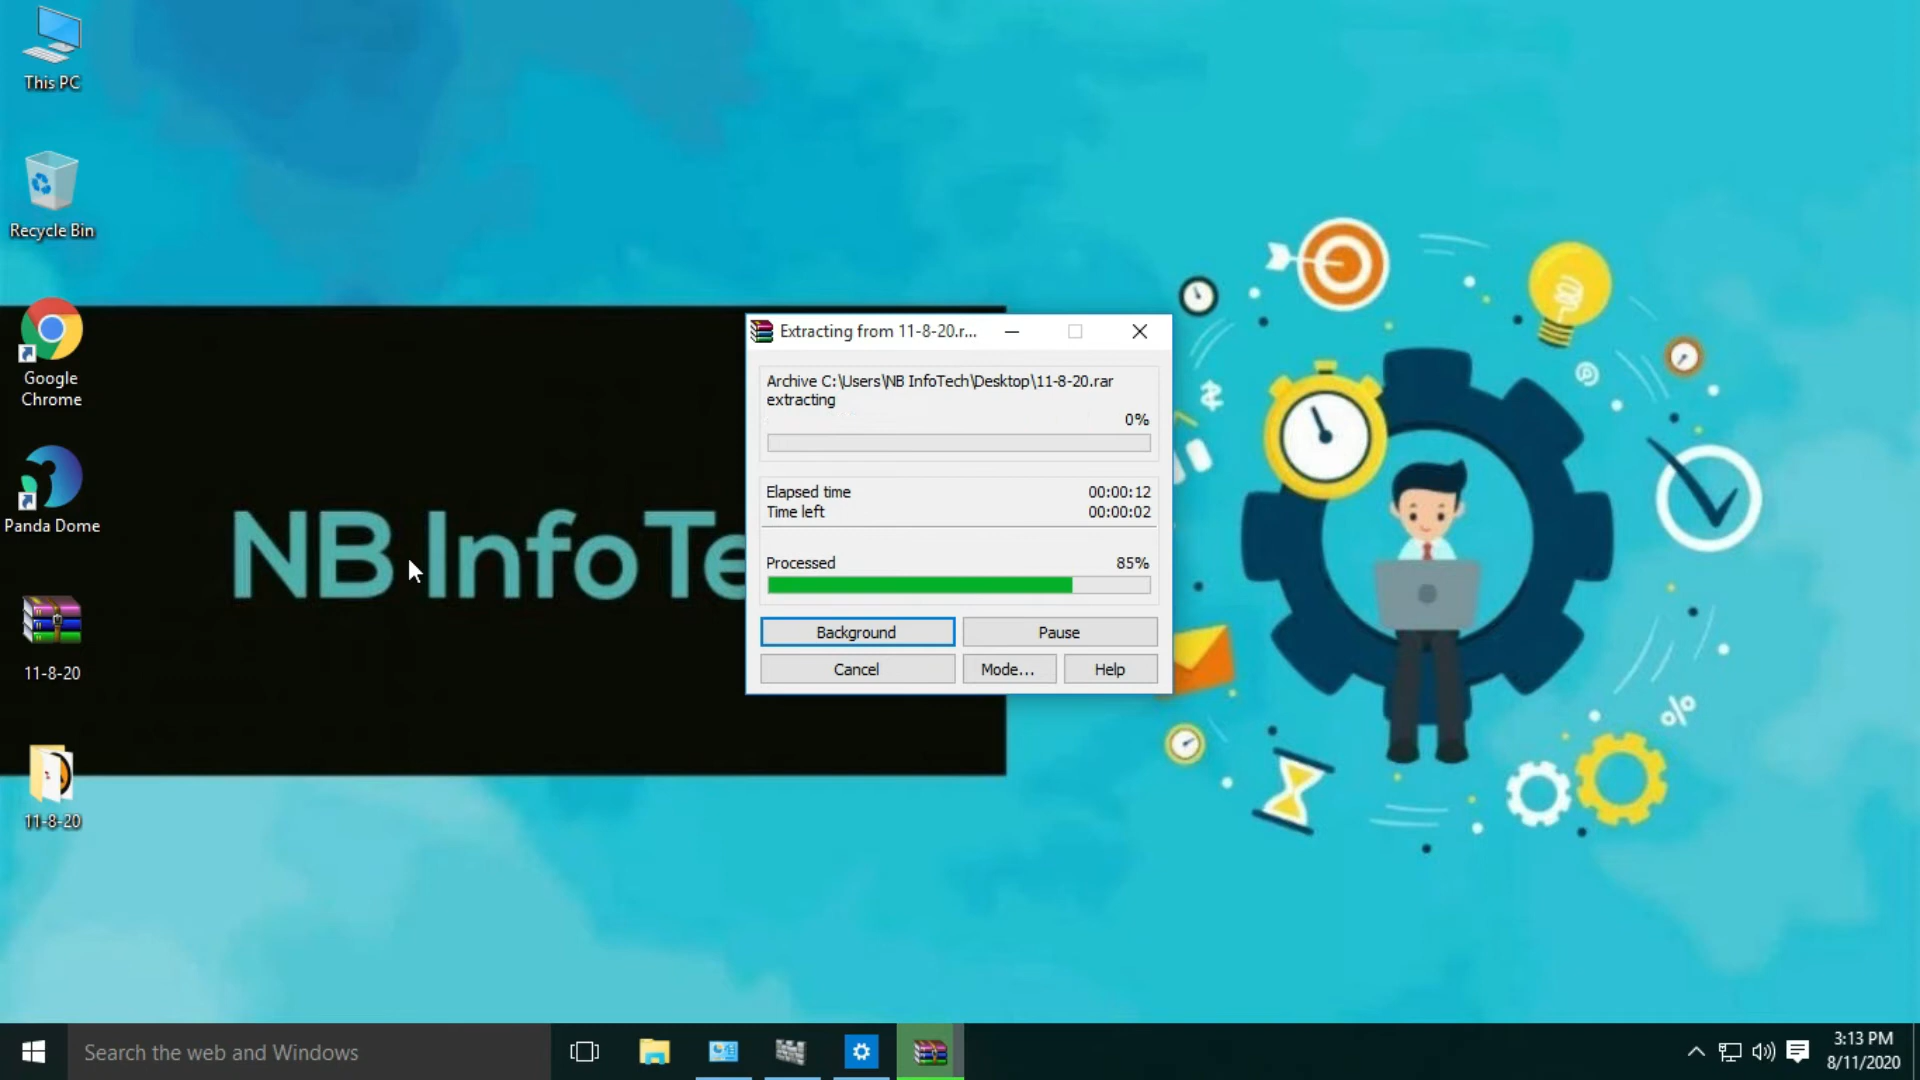 This PC
Recycle Bin
Google
Chrome
Panda Dome
11-8-20
11-8-20
NB InfoTe
Extracting from 11-8-20.r...
Archive C:\Users\NB InfoTech\Desktop\11-8-20.rar
extracting
0%
Elapsed time 00:00:12
Time left 00:00:02
Processed 85%
Background Pause
Cancel Mode... Help
%
Search the web and Windows
3:13 PM
8/11/2020